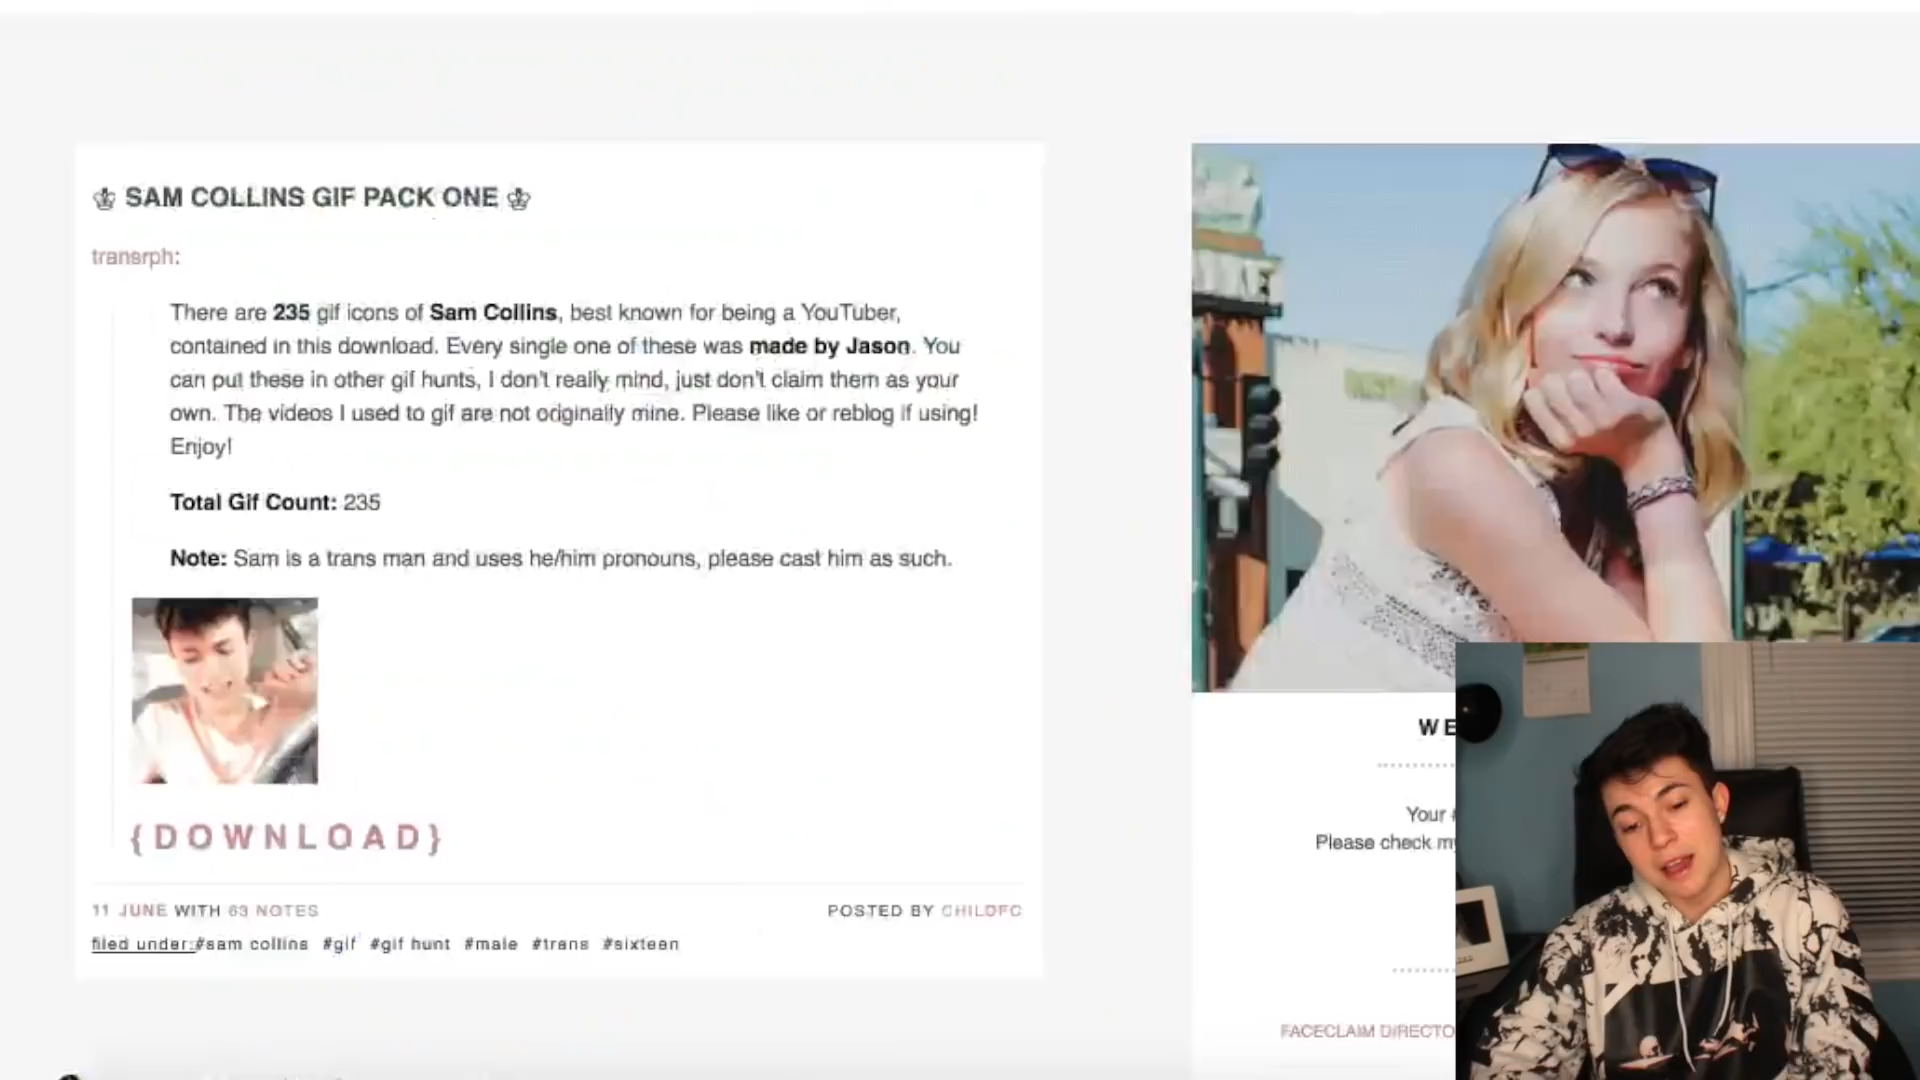 ♔ SAM COLLINS GIF PACK ONE ♔
transrph:
There are 235 gif icons of Sam Collins, best known for being a YouTuber,
contained in this download. Every single one of these was made by Jason. You
can put these in other gif hunts, I don't really mind, just don't claim them as your
own. The videos I used to gif are not originally mine. Please like or reblog if using!
Enjoy!
Total Gif Count: 235
Note: Sam is a trans man and uses he/him pronouns, please cast him as such.
{DOWNLOAD}
11 JUNE WITH 63 NOTES
POSTED BY CHILDFC
filed under:#sam collins #gif #gif hunt #male #trans #sixteen
WE
Your
Please check my
FACECLAIM DIRECTO